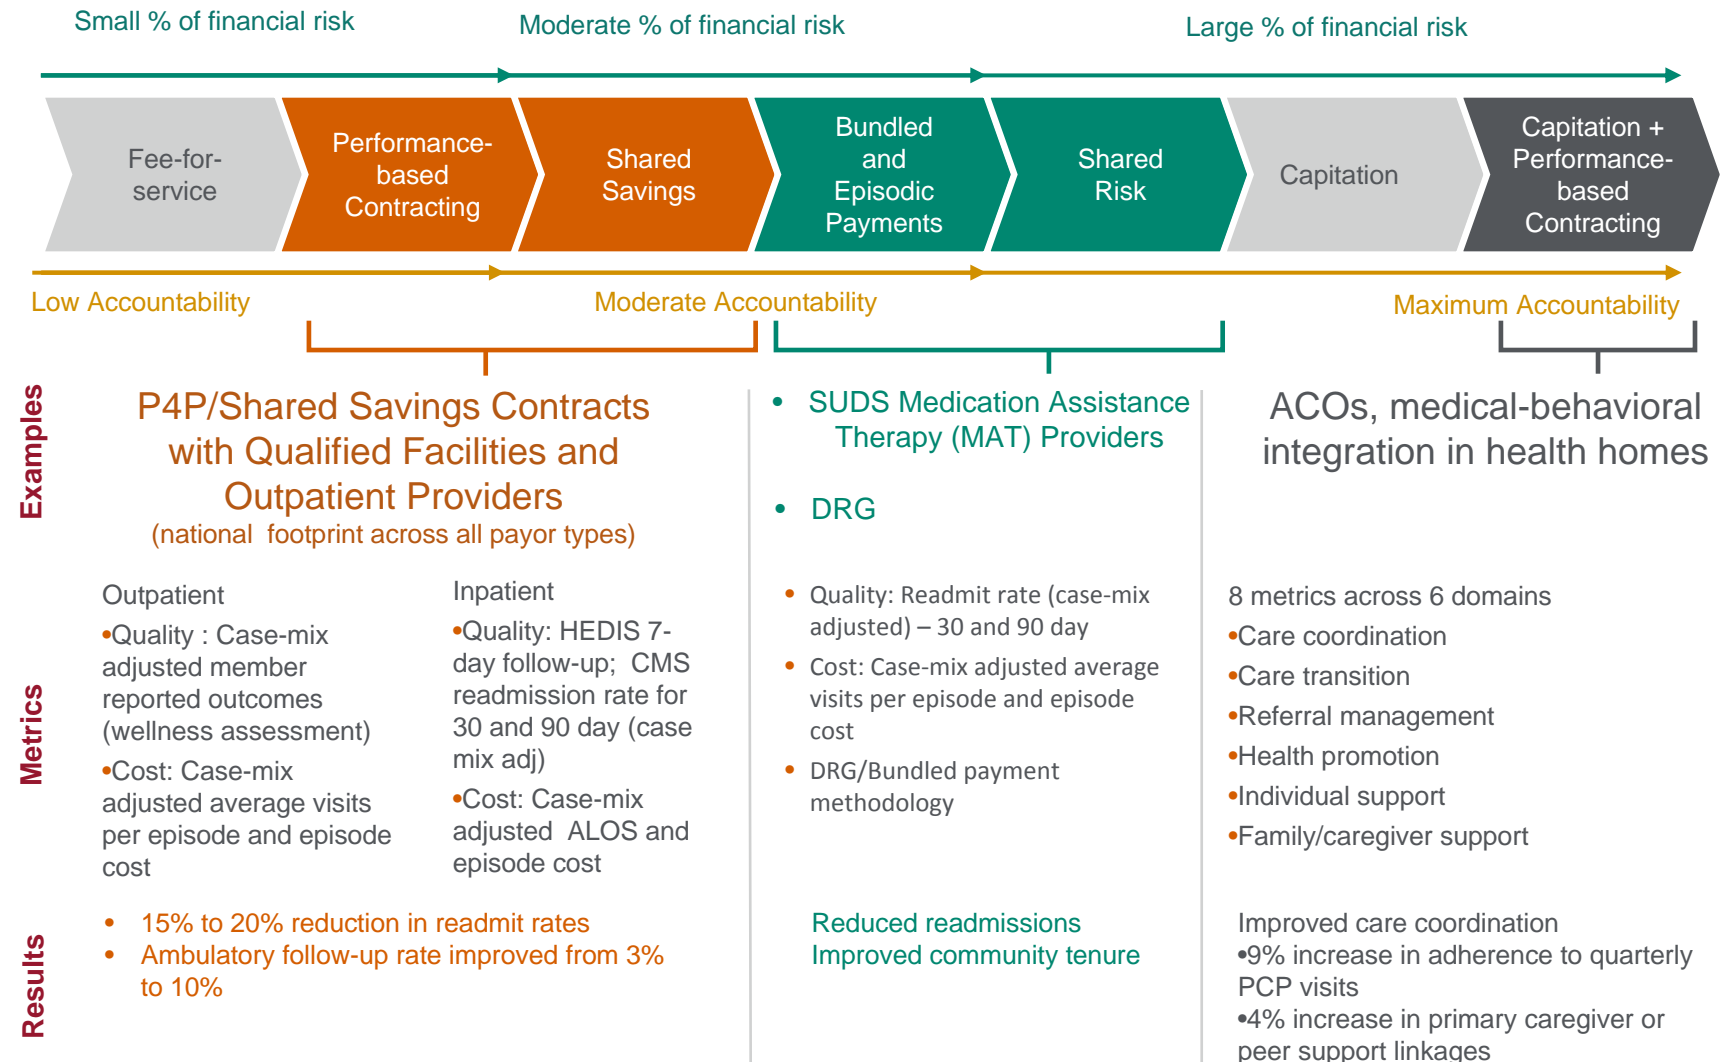 Small % of financial risk
Moderate % of financial risk
Large % of financial risk
Fee-for-
service
Performance-
based
Contracting
Shared
Savings
Bundled
and
Episodic
Payments
Shared
Risk
Capitation
Capitation +
Performance-
based
Contracting
Low Accountability
Moderate Accountability
Maximum Accountability
Examples
P4P/Shared Savings Contracts
with Qualified Facilities and
Outpatient Providers
(national footprint across all payor types)
• SUDS Medication Assistance
Therapy (MAT) Providers
• DRG
ACOs, medical-behavioral
integration in health homes
Metrics
Outpatient
•Quality : Case-mix
adjusted member
reported outcomes
(wellness assessment)
•Cost: Case-mix
adjusted average visits
per episode and episode
cost
Inpatient
•Quality: HEDIS 7-
day follow-up; CMS
readmission rate for
30 and 90 day (case
mix adj)
•Cost: Case-mix
adjusted ALOS and
episode cost
• Quality: Readmit rate (case-mix
adjusted) – 30 and 90 day
• Cost: Case-mix adjusted average
visits per episode and episode
cost
• DRG/Bundled payment
methodology
8 metrics across 6 domains
•Care coordination
•Care transition
•Referral management
•Health promotion
•Individual support
•Family/caregiver support
Results
• 15% to 20% reduction in readmit rates
• Ambulatory follow-up rate improved from 3%
to 10%
Reduced readmissions
Improved community tenure
Improved care coordination
•9% increase in adherence to quarterly
PCP visits
•4% increase in primary caregiver or
peer support linkages